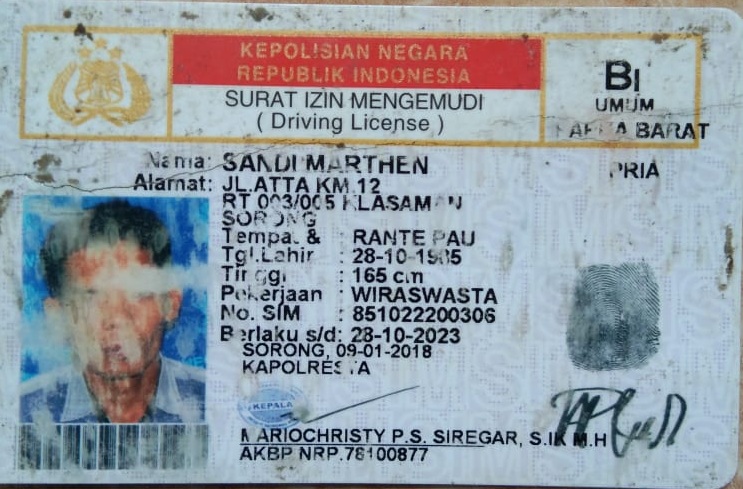 KEPOLISIAN NEGARA
REPUBLIK INDONESIA
SURAT IZIN MENGEMUDI
( Driving License )
BI
UMUM
PAPUA BARAT
Nama: SANDI MARTHEN
PRIA
Alamat: JL.ATTA KM.12
RT 003/005 KLASAMAN
SORONG
Tempat & : RANTE PAU
Tgl.Lahir : 28-10-1985
Tinggi : 165 cm
Pekerjaan : WIRASWASTA
No. SIM : 851022200306
Berlaku s/d: 28-10-2023
SORONG, 09-01-2018
KAPOLRESTA
KEPALA
MARIOCHRISTY P.S. SIREGAR, S.IK M.H
AKBP NRP.78100877